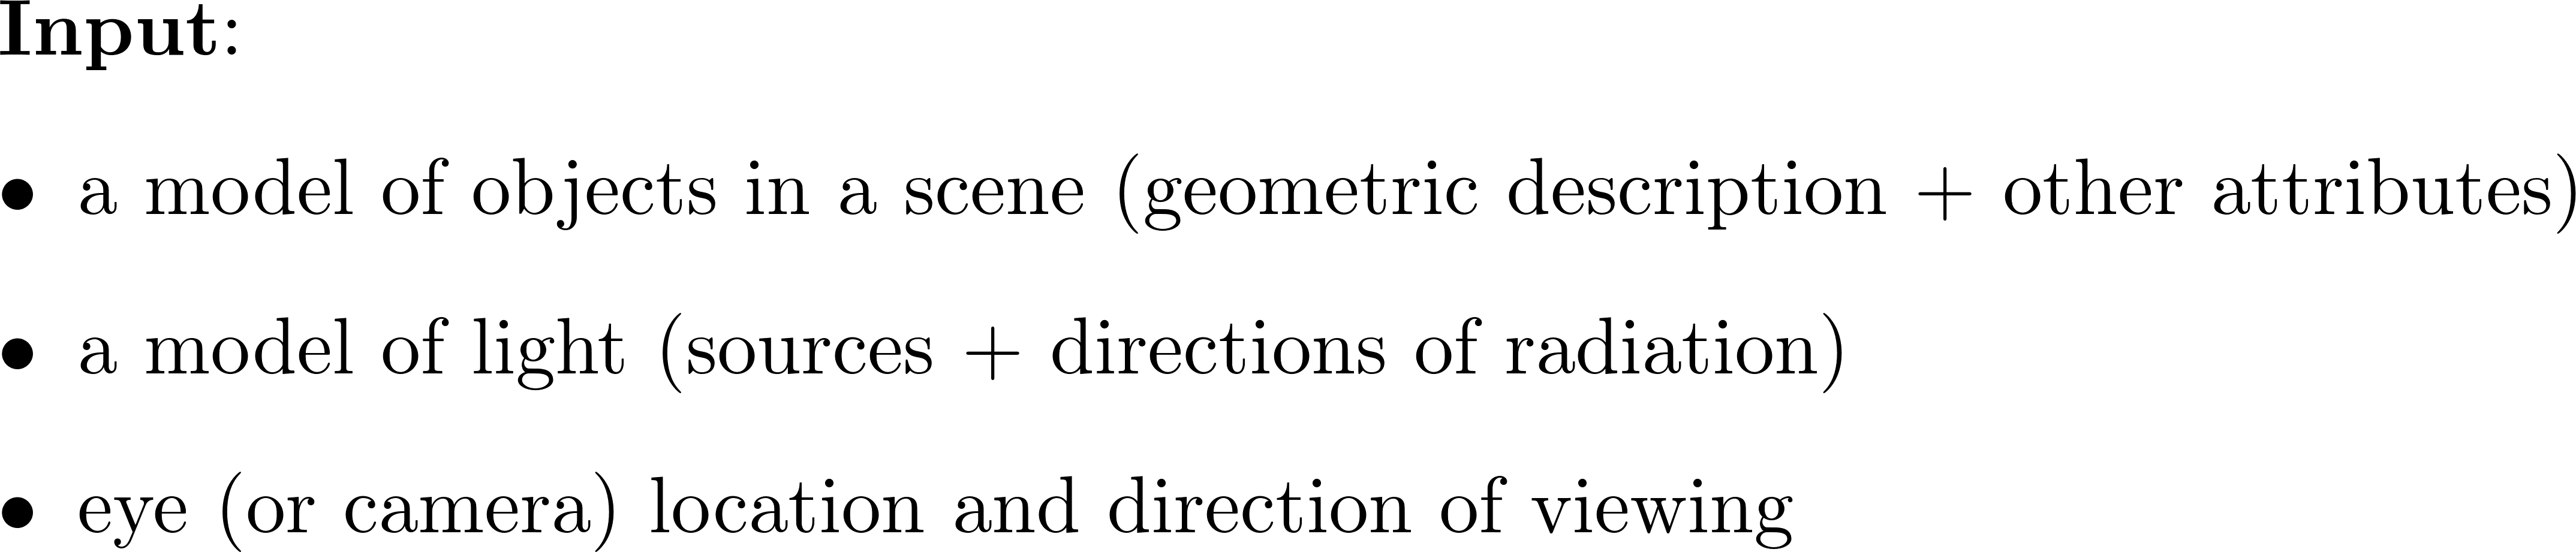 Input:
• a model of objects in a scene (geometric description + other attributes)
• a model of light (sources + directions of radiation)
• eye (or camera) location and direction of viewing